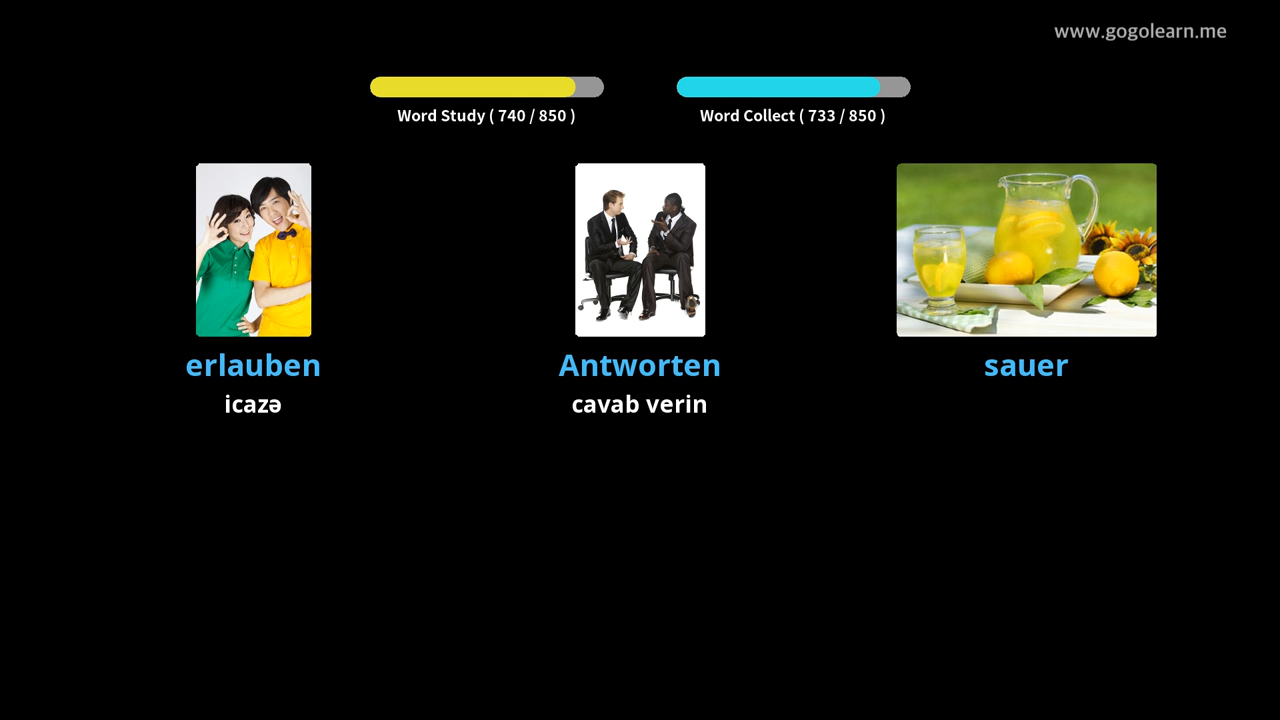 www.gogolearn.me
Word Study ( 740 / 850 )
Word Collect ( 733 / 850 )
erlauben
icazə
Antworten
cavab verin
sauer